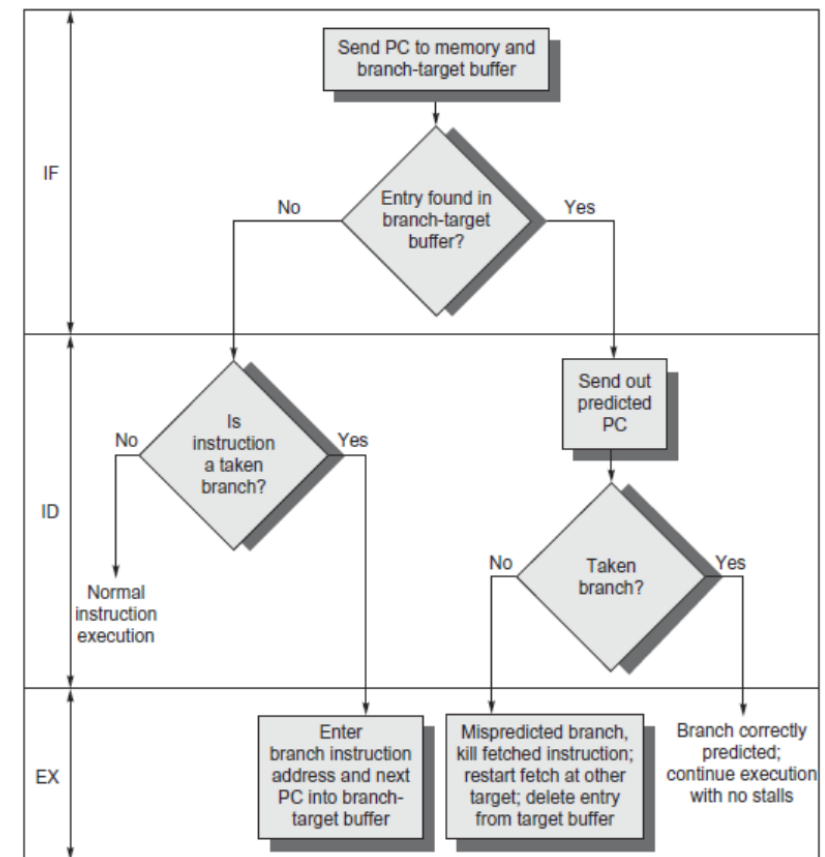 Send PC to memory and
branch-target buffer
IF
No
Entry found in
branch-target
buffer?
Yes
Send out
predicted
PC
No
Is
instruction
a taken
branch?
Yes
ID
No
Taken
branch?
Yes
Normal
instruction
execution
EX
Enter
branch instruction
address and next
PC into branch-
target buffer
Mispredicted branch,
kill fetched instruction;
restart fetch at other
target; delete entry
from target buffer
Branch correctly
predicted;
continue execution
with no stalls